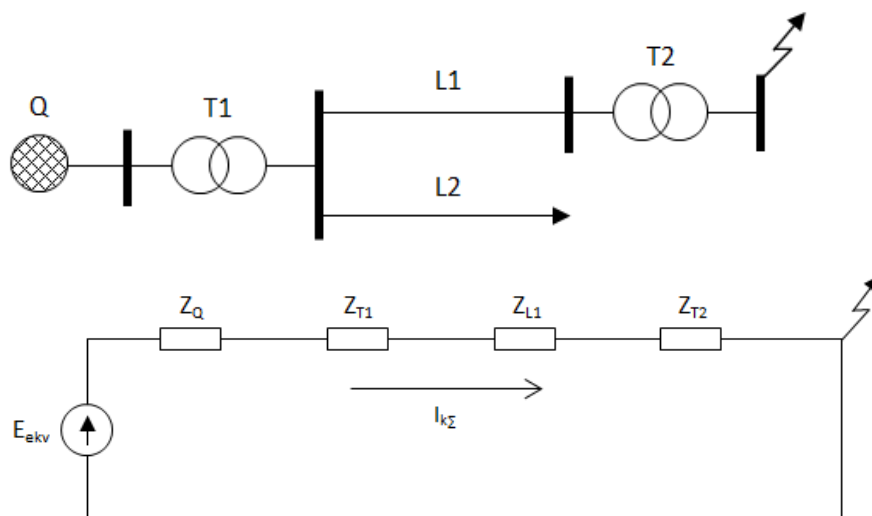 Q T1 L1 T2
L2
Z_Q Z_T1 Z_L1 Z_T2
E_ekv I_kΣ